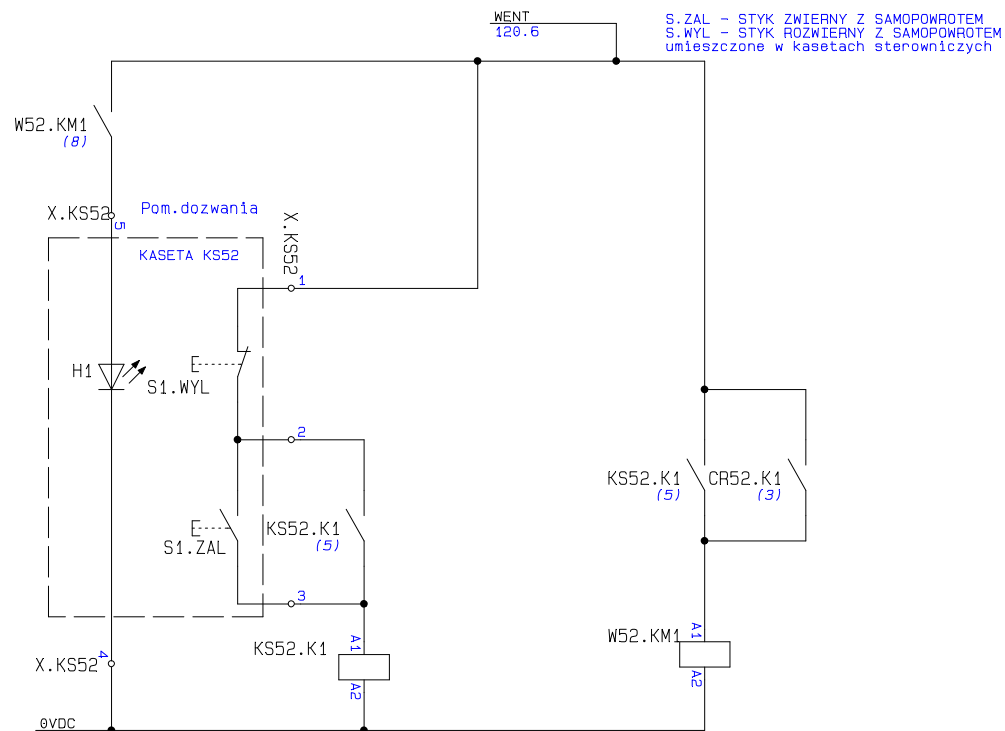 WENT
120.6
S.ZAL - STYK ZWIERNY Z SAMOPOWROTEM
S.WYL - STYK ROZWIERNY Z SAMOPOWROTEM
umieszczone w kasetach sterowniczych
W52.KM1
(8)
X.KS52
5
Pom.dozwania
X.KS52
KASETA KS52
1
H1
S1.WYL
2
KS52.K1
(5)
CR52.K1
(3)
KS52.K1
(5)
S1.ZAL
3
W52.KM1
A1
A2
KS52.K1
A1
A2
X.KS52
4
0VDC